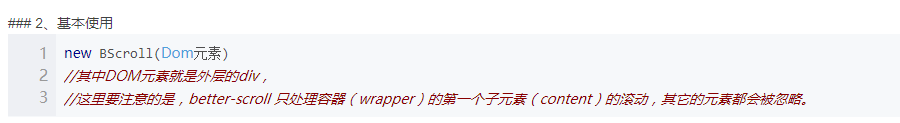 ### 2、基本使用
1 new BScroll(Dom元素)
2 //其中DOM元素就是外层的div，
3 //这里要注意的是，better-scroll 只处理容器（wrapper）的第一个子元素（content）的滚动，其它的元素都会被忽略。